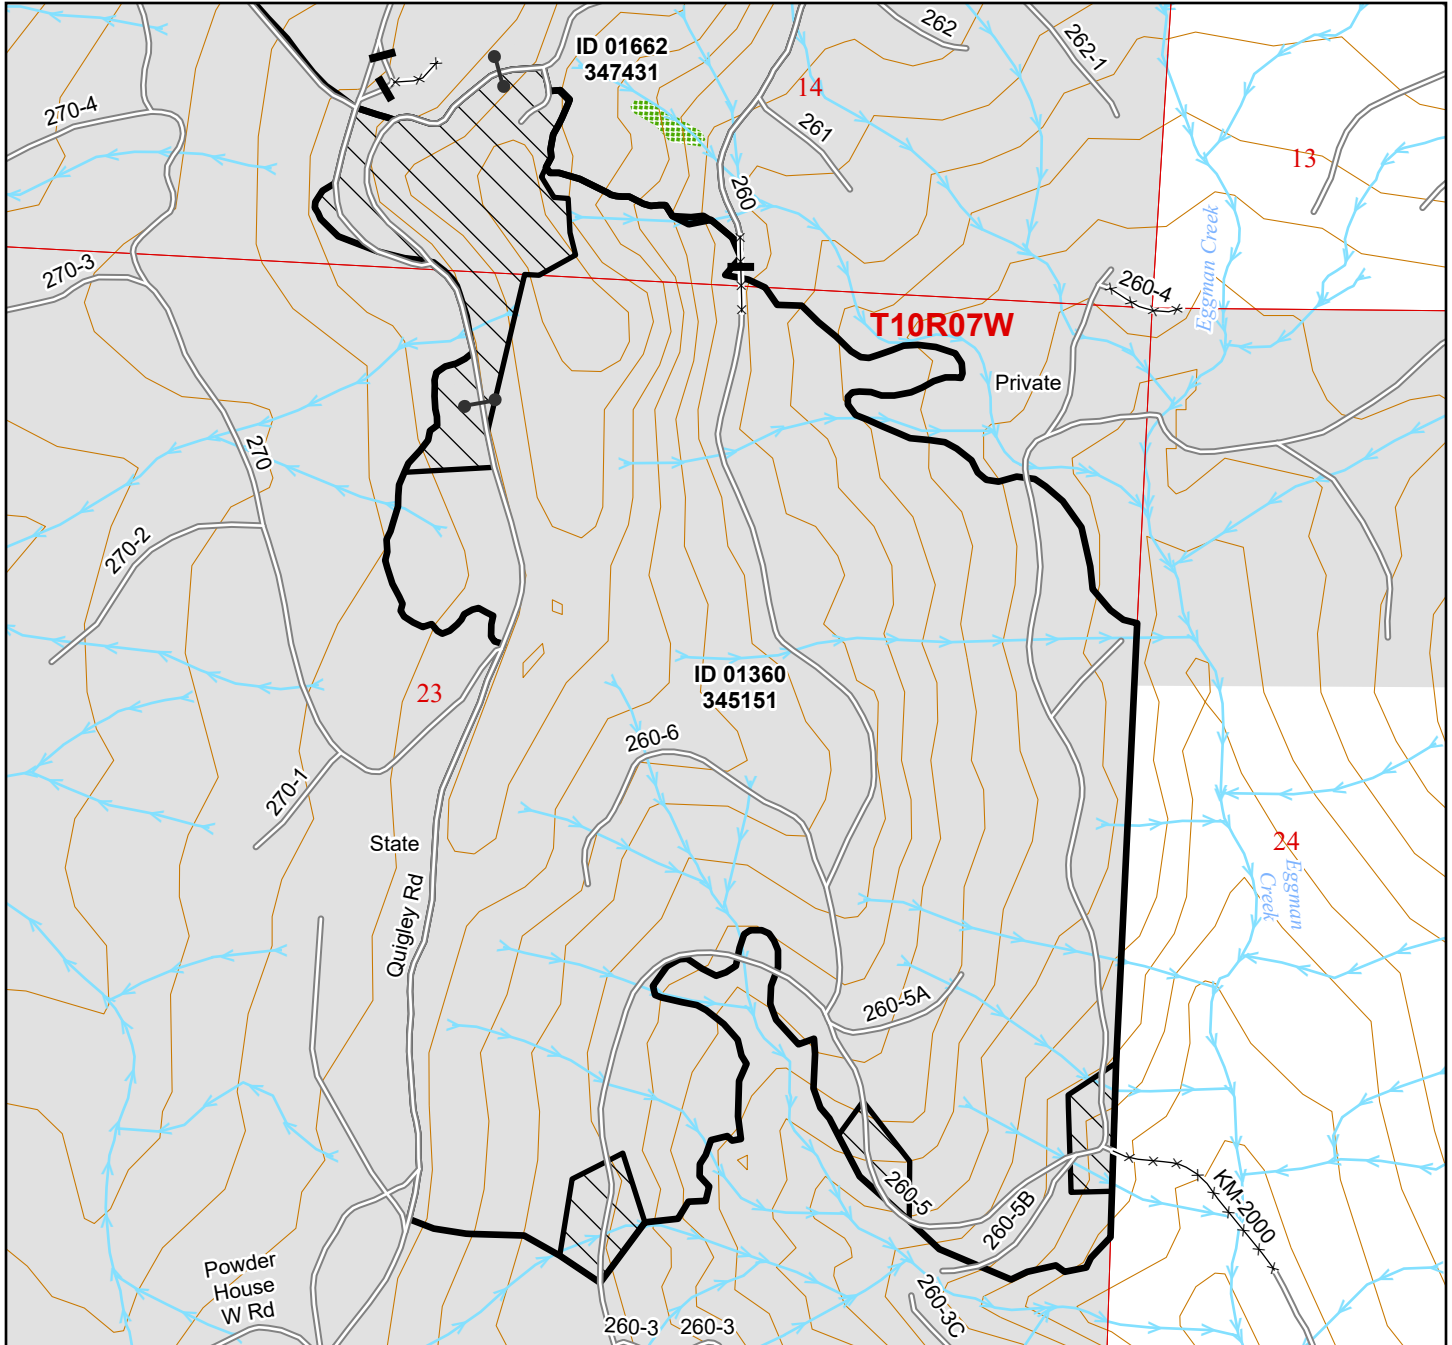 262
262-1
ID 01662
347431
14
270-4
261
13
260
Eggman Creek
270-3
260-4
T10R07W
Private
270
270-2
ID 01360
345151
23
260-6
270-1
State
24
Eggman
Creek
Quigley Rd
260-5A
260-5
260-5B
KM-2000
Powder
House
W Rd
260-3C
260-3
260-3